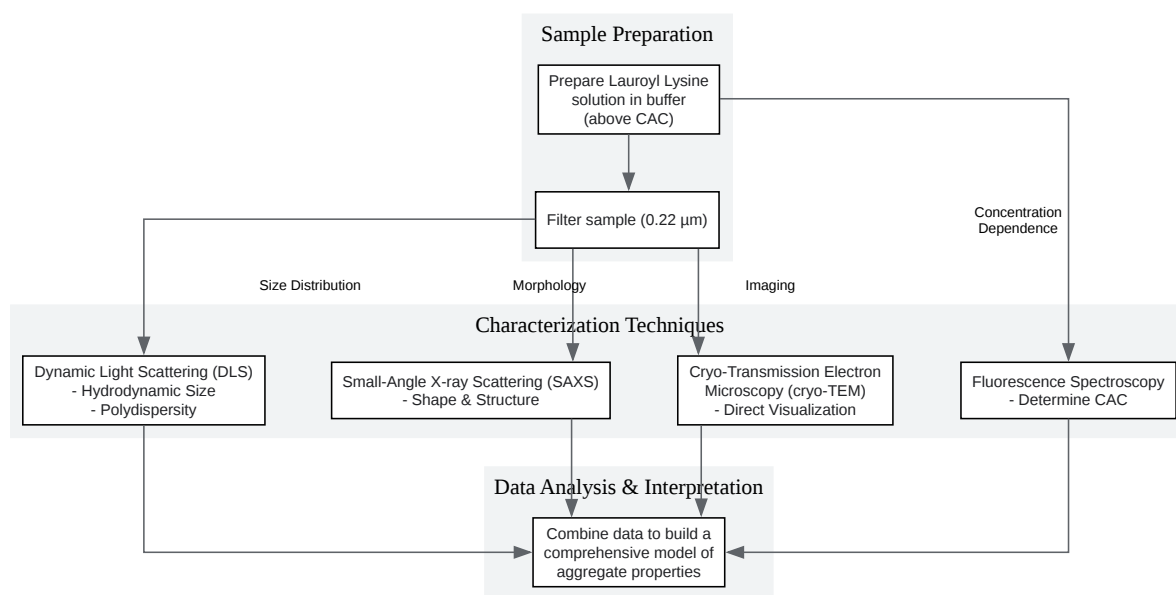 Sample Preparation
Prepare Lauroyl Lysine
solution in buffer
(above CAC)
Filter sample (0.22 µm)
Concentration
Dependence
Size Distribution
Morphology
Imaging
Characterization Techniques
Dynamic Light Scattering (DLS)
- Hydrodynamic Size
- Polydispersity
Small-Angle X-ray Scattering (SAXS)
- Shape & Structure
Cryo-Transmission Electron
Microscopy (cryo-TEM)
- Direct Visualization
Fluorescence Spectroscopy
- Determine CAC
Data Analysis & Interpretation
Combine data to build a
comprehensive model of
aggregate properties